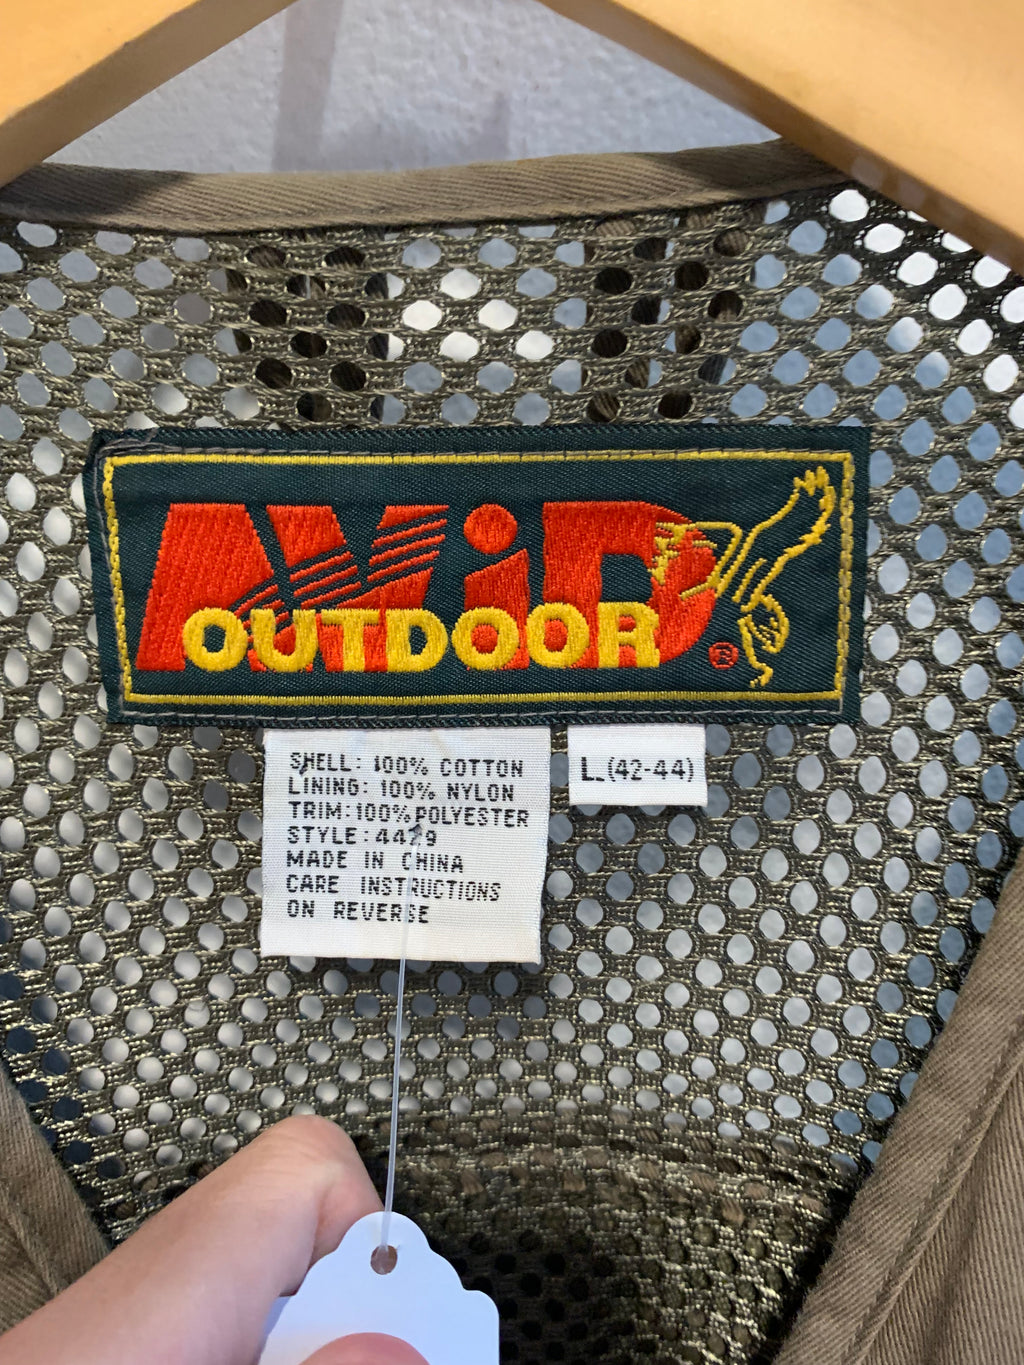 AViD
OUTDOOR ®
SHELL: 100% COTTON
LINING: 100% NYLON
TRIM: 100% POLYESTER
STYLE: 4429
MADE IN CHINA
CARE INSTRUCTIONS
ON REVERSE
L (42-44)